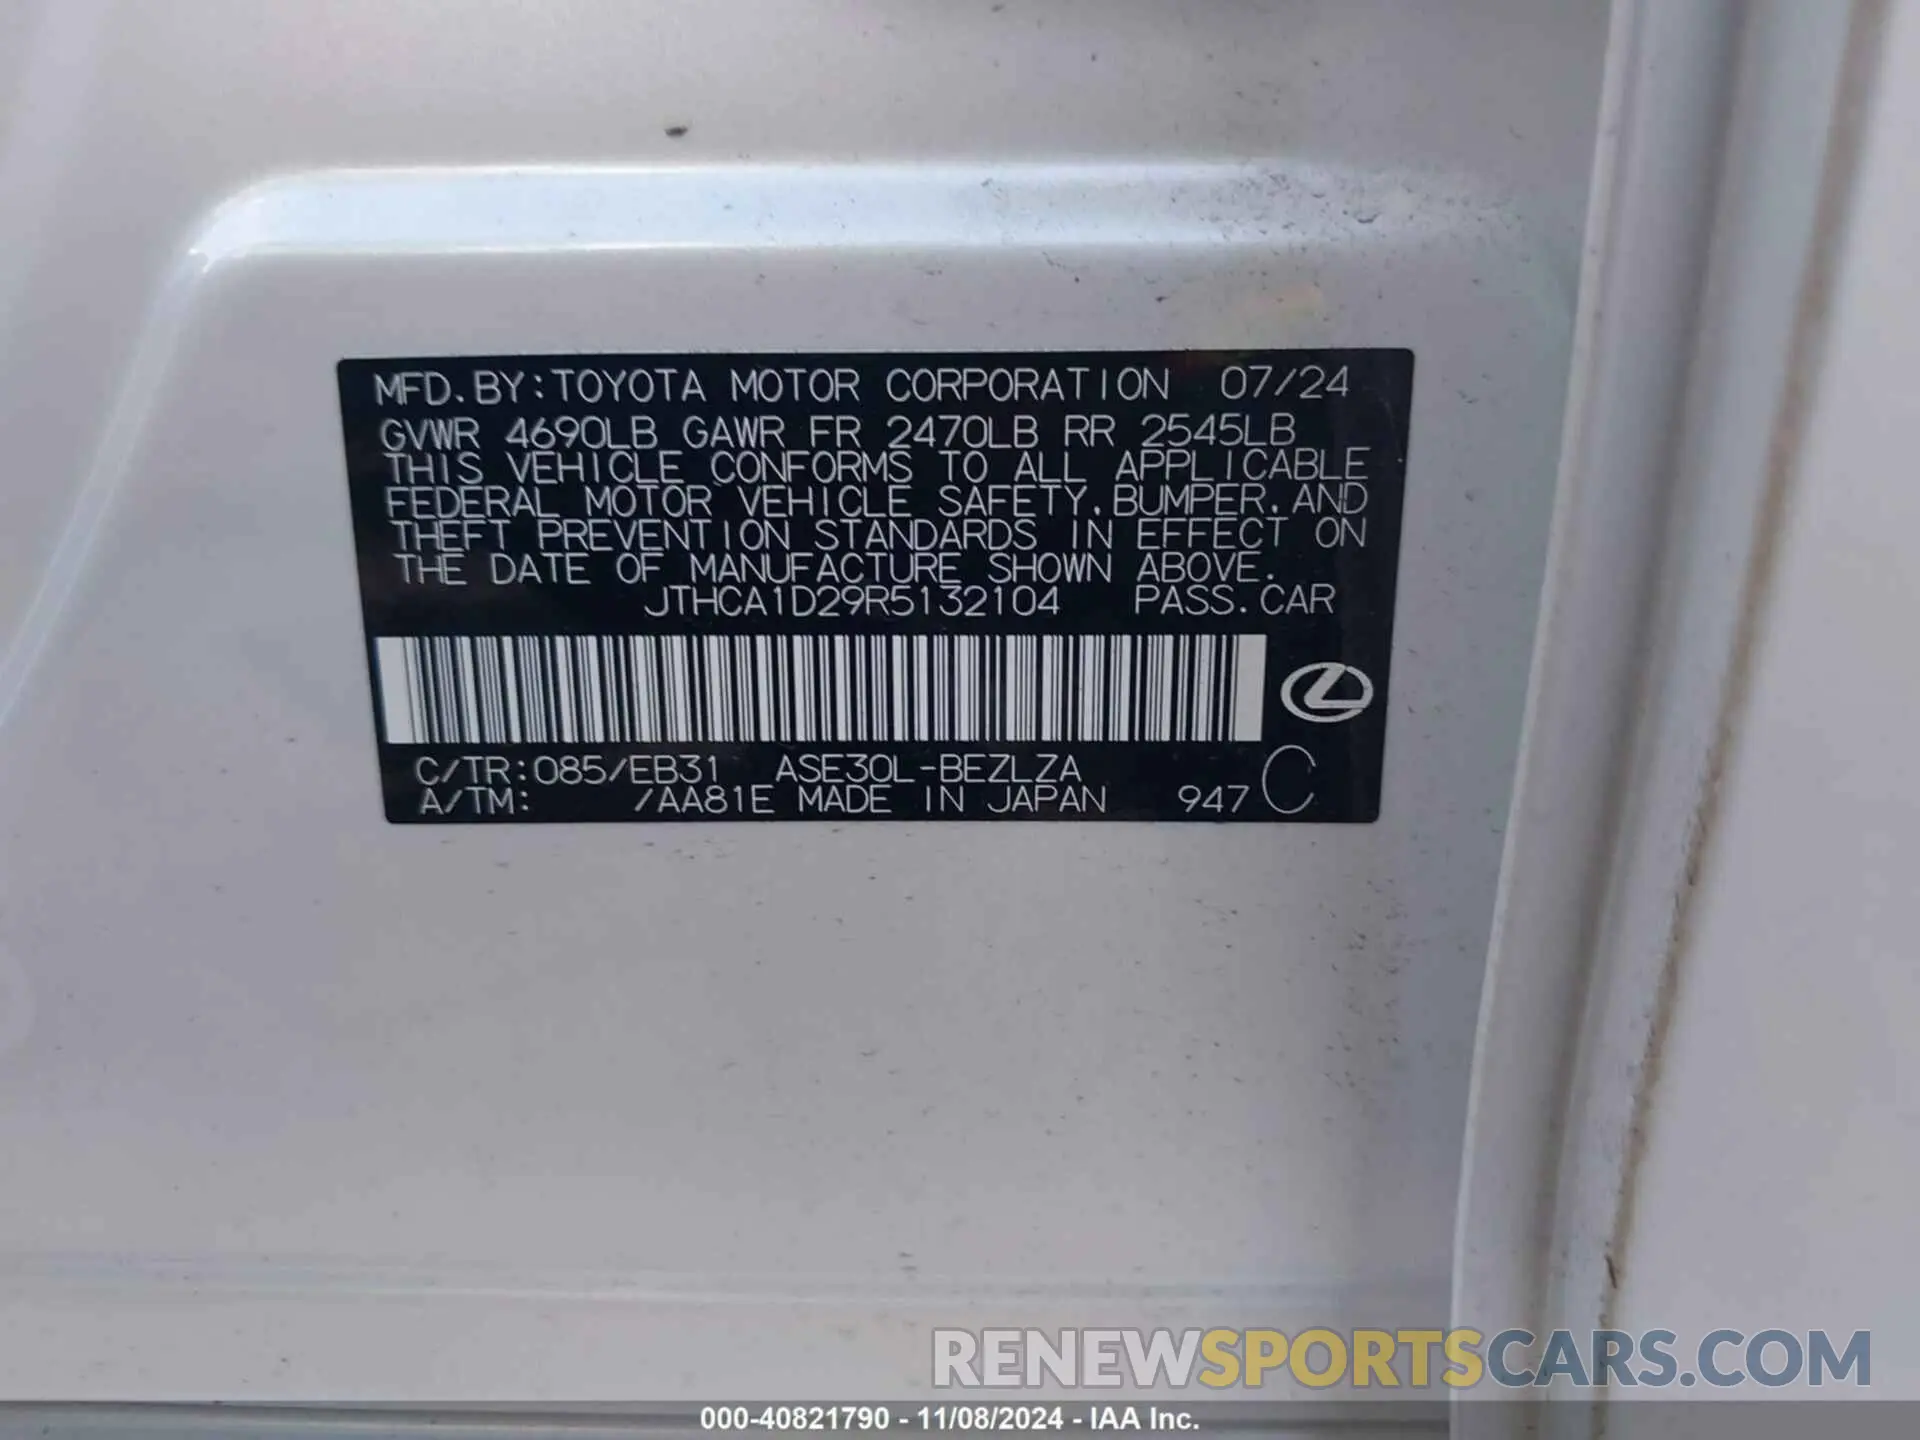 MFD.BY:TOYOTA MOTOR CORPORATION 07/24
GVWR 4690LB GAWR FR 2470LB RR 2545LB
THIS VEHICLE CONFORMS TO ALL APPLICABLE
FEDERAL MOTOR VEHICLE SAFETY.BUMPER.AND
THEFT PREVENTION STANDARDS IN EFFECT ON
THE DATE OF MANUFACTURE SHOWN ABOVE.
JTHCA1D29R5132104 PASS.CAR
C/TR:085/EB31 ASE30L-BEZLZA
A/TM: /AA81E MADE IN JAPAN 947 C
RENEWSPORTSCARS.COM
000-40821790 - 11/08/2024 - IAA Inc.